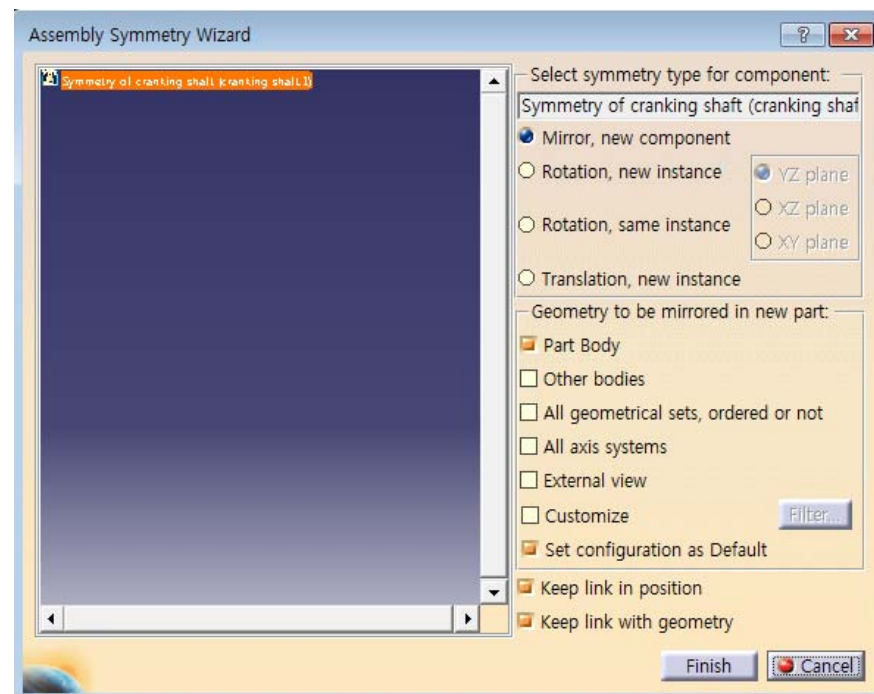 Assembly Symmetry Wizard
Symmetry of cranking shaft (cranking shaft.1)
Select symmetry type for component:
Symmetry of cranking shaft (cranking shaf
Mirror, new component
Rotation, new instance
YZ plane
XZ plane
Rotation, same instance
XY plane
Translation, new instance
Geometry to be mirrored in new part:
Part Body
Other bodies
All geometrical sets, ordered or not
All axis systems
External view
Customize
Filter...
Set configuration as Default
Keep link in position
Keep link with geometry
Finish
Cancel